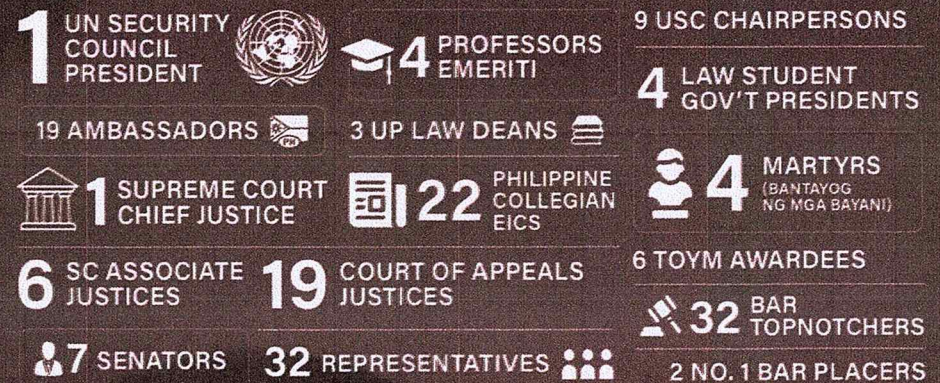 1 UN SECURITY
COUNCIL
PRESIDENT
4 PROFESSORS
EMERITI
9 USC CHAIRPERSONS
4 LAW STUDENT
GOV'T PRESIDENTS
19 AMBASSADORS
3 UP LAW DEANS
1 SUPREME COURT
CHIEF JUSTICE
22 PHILIPPINE
COLLEGIAN
EICS
4 MARTYRS
(BANTAYOG
NG MGA BAYANI)
6 SC ASSOCIATE
JUSTICES
19 COURT OF APPEALS
JUSTICES
6 TOYM AWARDEES
32 BAR
TOPNOTCHERS
7 SENATORS
32 REPRESENTATIVES
2 NO. 1 BAR PLACERS